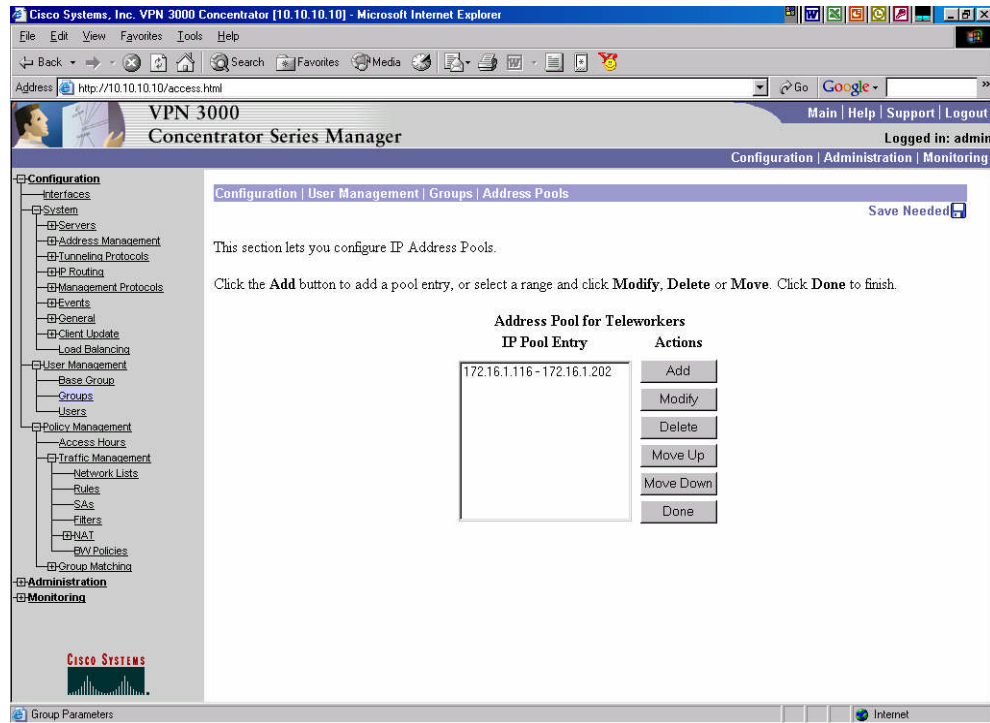 Cisco Systems, Inc. VPN 3000 Concentrator [10.10.10.10] - Microsoft Internet Explorer
File Edit View Favorites Tools Help
Back Search Favorites Media
Address http://10.10.10.10/access.html Go Google
VPN 3000
Concentrator Series Manager
Main | Help | Support | Logout
Logged in: admin
Configuration | Administration | Monitoring
Configuration
Interfaces
System
Servers
Address Management
Tunneling Protocols
IP Routing
Management Protocols
Events
General
Client Update
Load Balancing
User Management
Base Group
Groups
Users
Policy Management
Access Hours
Traffic Management
Network Lists
Rules
SAs
Filters
NAT
BW Policies
Group Matching
Administration
Monitoring
CISCO SYSTEMS
Configuration | User Management | Groups | Address Pools
Save Needed
This section lets you configure IP Address Pools.
Click the Add button to add a pool entry, or select a range and click Modify, Delete or Move. Click Done to finish.
Address Pool for Teleworkers
IP Pool Entry Actions
172.16.1.116 - 172.16.1.202
Add
Modify
Delete
Move Up
Move Down
Done
Group Parameters Internet